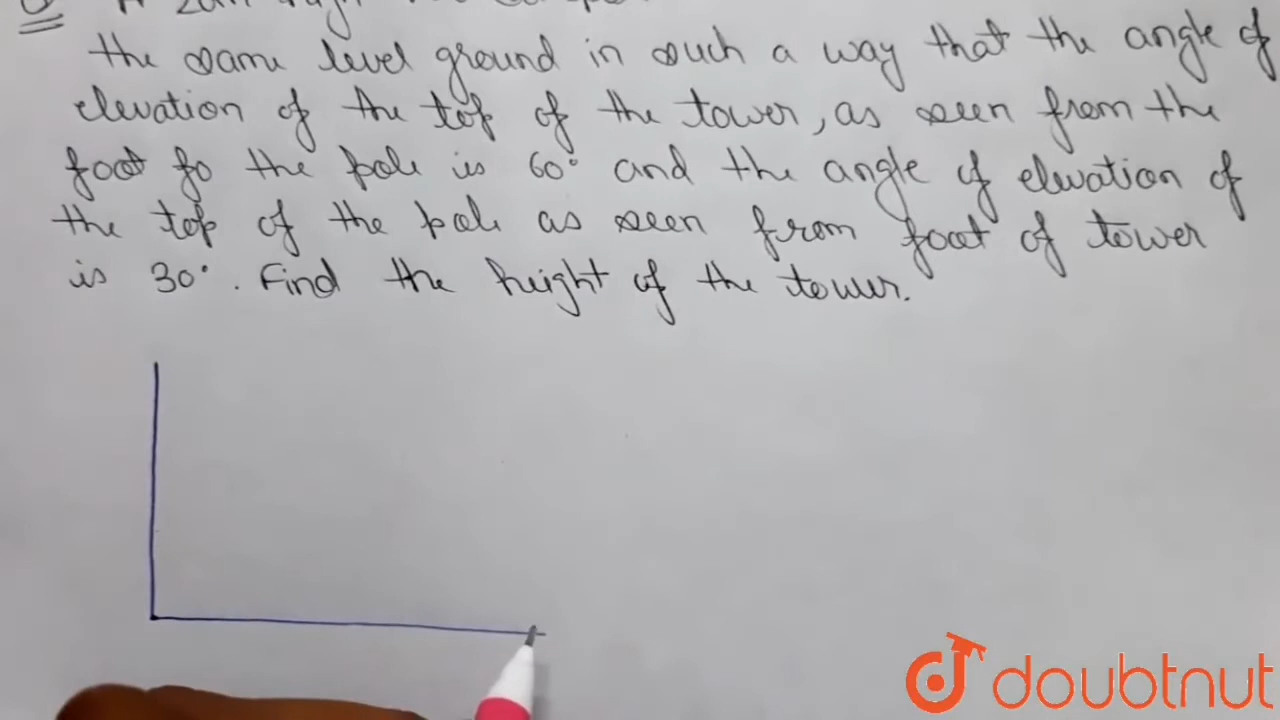 the same level ground in such a way that the angle of
elevation of the top of the tower, as seen from the
foot fo the pole is 60° and the angle of elevation of
the top of the pole as seen from foot of tower
is 30°. Find the height of the tower.
doubtnut